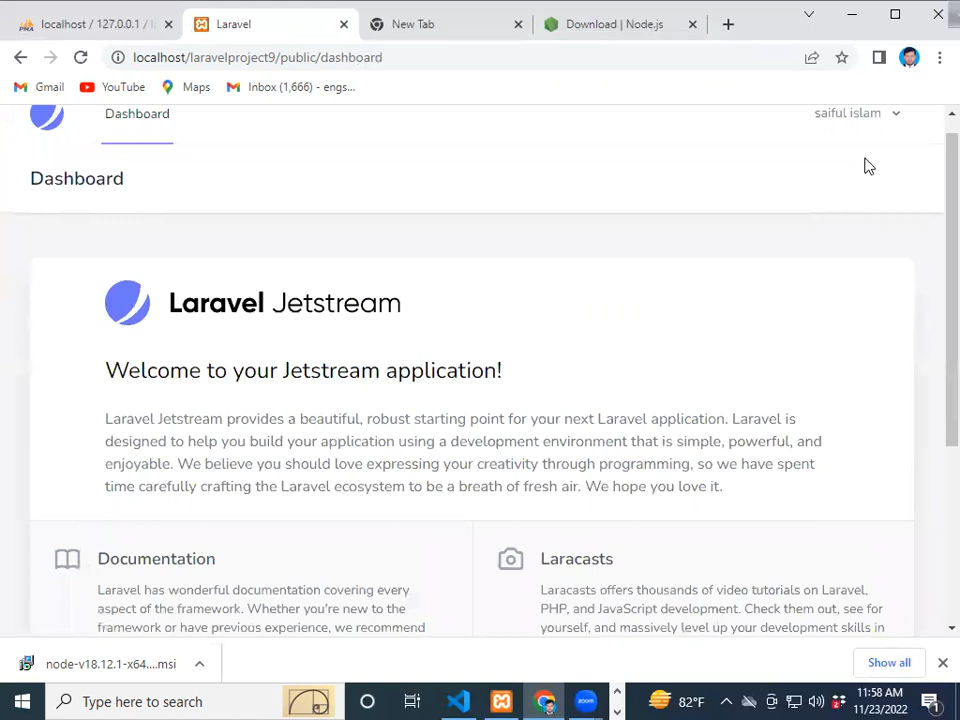 localhost / 127.0.0.1 / l
Laravel
New Tab
Download | Node.js
localhost/laravelproject9/public/dashboard
Gmail
YouTube
Maps
Inbox (1,666) - engs...
Dashboard
saiful islam
Dashboard
Laravel Jetstream
Welcome to your Jetstream application!
Laravel Jetstream provides a beautiful, robust starting point for your next Laravel application. Laravel is
designed to help you build your application using a development environment that is simple, powerful, and
enjoyable. We believe you should love expressing your creativity through programming, so we have spent
time carefully crafting the Laravel ecosystem to be a breath of fresh air. We hope you love it.
Documentation
Laravel has wonderful documentation covering every
aspect of the framework. Whether you're new to the
framework or have previous experience, we recommend
Laracasts
Laracasts offers thousands of video tutorials on Laravel,
PHP, and JavaScript development. Check them out, see for
yourself, and massively level up your development skills in
node-v18.12.1-x64....msi
Show all
Type here to search
zoom
82°F
11:58 AM
11/23/2022